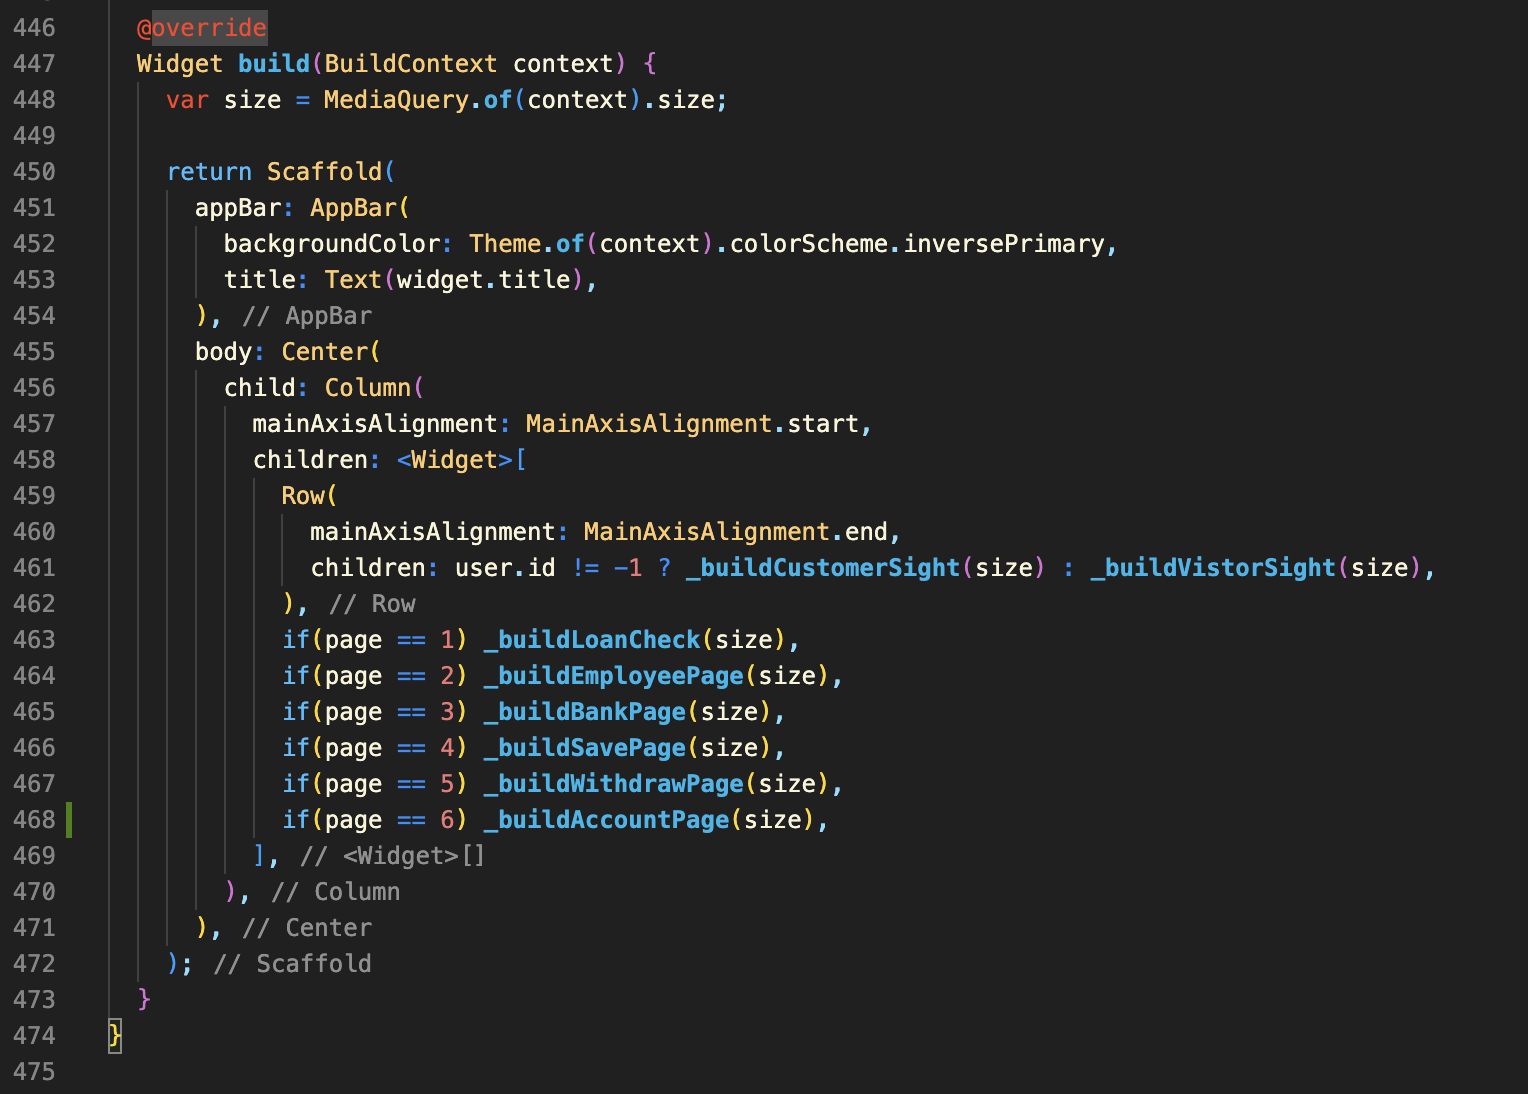 446 @override
447 Widget build(BuildContext context) {
448 var size = MediaQuery.of(context).size;
449
450 return Scaffold(
451 appBar: AppBar(
452 backgroundColor: Theme.of(context).colorScheme.inversePrimary,
453 title: Text(widget.title),
454 ), // AppBar
455 body: Center(
456 child: Column(
457 mainAxisAlignment: MainAxisAlignment.start,
458 children: <Widget>[
459 Row(
460 mainAxisAlignment: MainAxisAlignment.end,
461 children: user.id != -1 ? _buildCustomerSight(size) : _buildVistorSight(size),
462 ), // Row
463 if(page == 1) _buildLoanCheck(size),
464 if(page == 2) _buildEmployeePage(size),
465 if(page == 3) _buildBankPage(size),
466 if(page == 4) _buildSavePage(size),
467 if(page == 5) _buildWithdrawPage(size),
468 if(page == 6) _buildAccountPage(size),
469 ], // <Widget>[]
470 ), // Column
471 ), // Center
472 ); // Scaffold
473 }
474 }
475